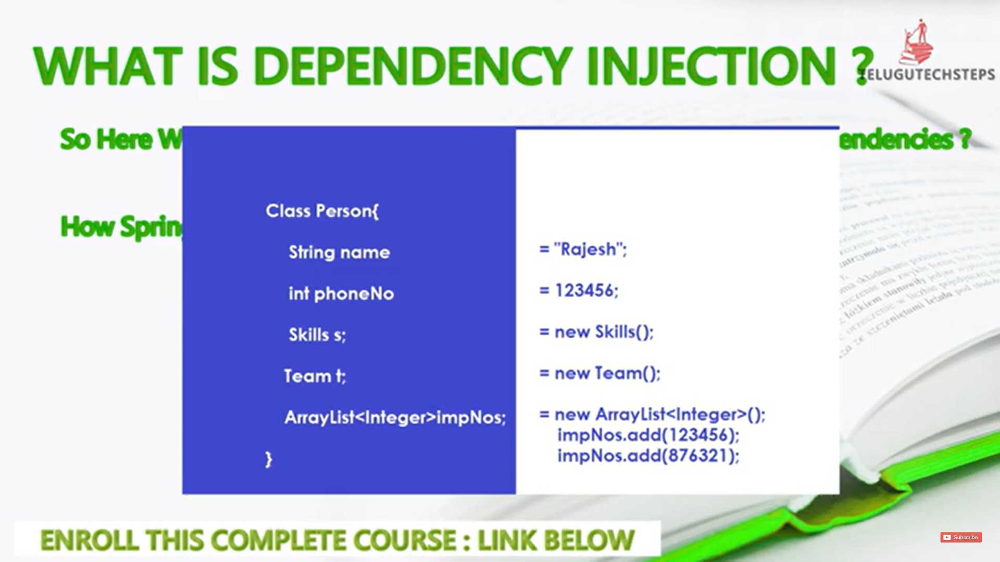 WHAT IS DEPENDENCY INJECTION ?
TELUGUTECHSTEPS
So Here W
endencies ?
How Sprin
Class Person{
String name
= "Rajesh";
int phoneNo
= 123456;
Skills s;
= new Skills();
Team t;
= new Team();
ArrayList<Integer>impNos;
= new ArrayList<Integer>();
impNos.add(123456);
impNos.add(876321);
}
ENROLL THIS COMPLETE COURSE : LINK BELOW
Subscribe